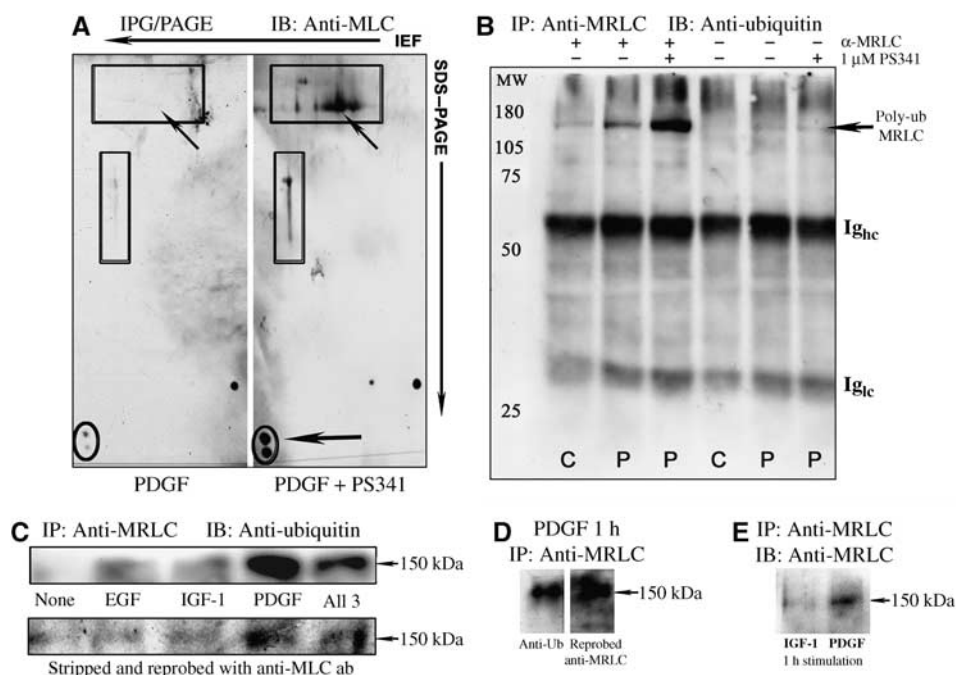 A IPG/PAGE IB: Anti-MLC
IEF
SDS–PAGE
PDGF PDGF + PS341
B IP: Anti-MRLC IB: Anti-ubiquitin
+ + + – – – α-MRLC
+ + 1 μM PS341
MW
180
105
75
50
25
Poly-ub
MRLC
Ighc
Iglc
C P P C P P
C IP: Anti-MRLC IB: Anti-ubiquitin
150 kDa
None EGF IGF-1 PDGF All 3
150 kDa
Stripped and reprobed with anti-MLC ab
D PDGF 1 h
IP: Anti-MRLC
150 kDa
Anti-Ub Reprobed
anti-MRLC
E IP: Anti-MRLC
IB: Anti-MRLC
150 kDa
IGF-1 PDGF
1 h stimulation